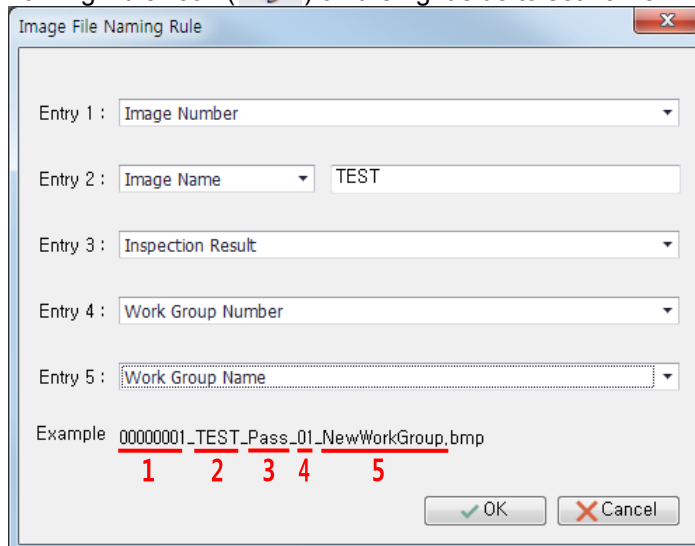 Image File Naming Rule
Entry 1 : Image Number
Entry 2 : Image Name TEST
Entry 3 : Inspection Result
Entry 4 : Work Group Number
Entry 5 : Work Group Name
Example 00000001_TEST_Pass_01_NewWorkGroup.bmp
1 2 3 4 5
OK Cancel